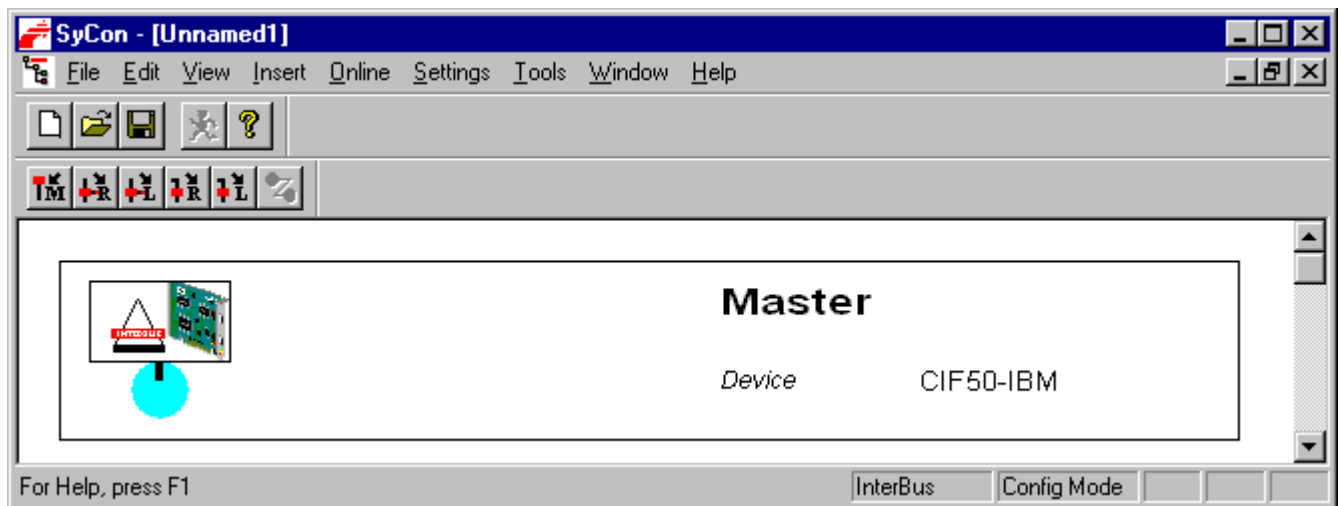 SyCon - [Unnamed1]
File Edit View Insert Online Settings Tools Window Help
M R L R L
Master
INTERBUS
Device CIF50-IBM
For Help, press F1 InterBus Config Mode